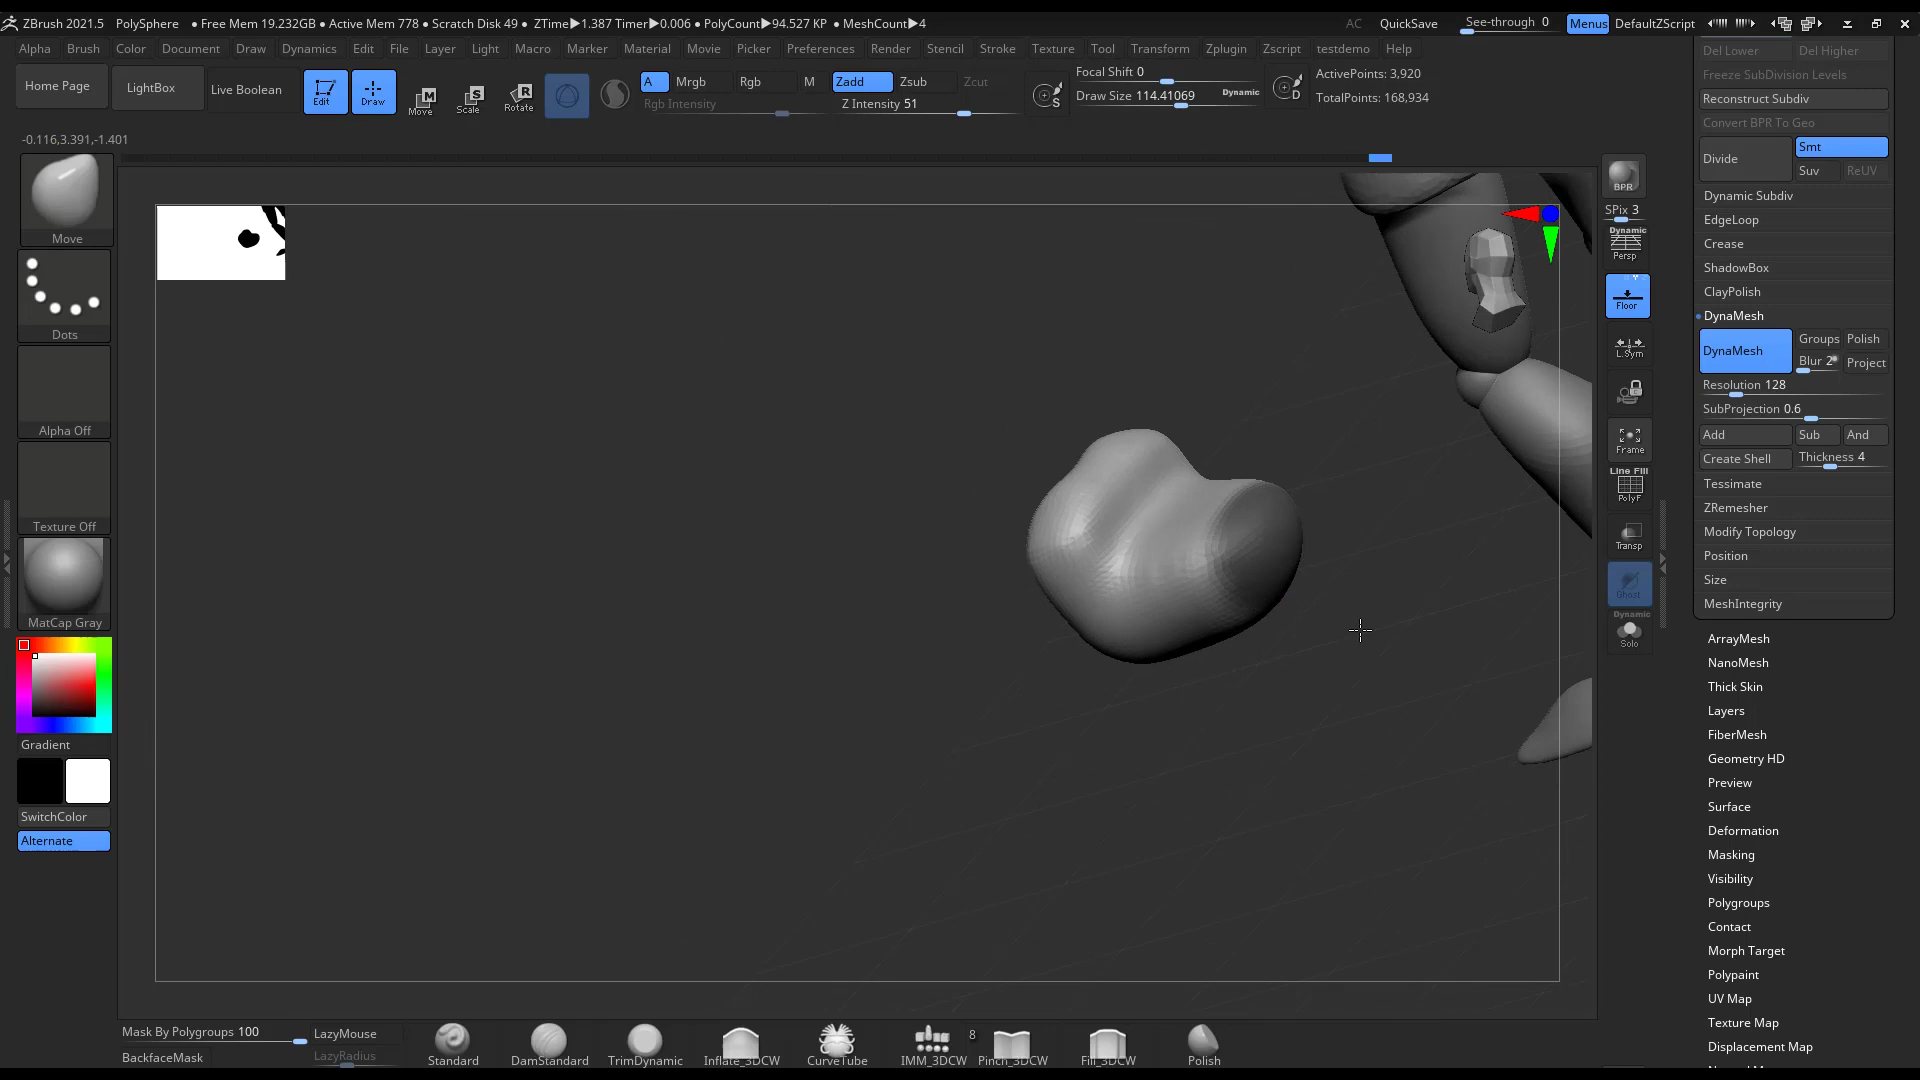 ZBrush 2021.5 PolySphere ● Free Mem 19.232GB ● Active Mem 778 ● Scratch Disk 49 ● ZTime▶1.387 Timer▶0.006 ● PolyCount▶94.527 KP ● MeshCount▶4 AC QuickSave See-through 0 Menus DefaultZScript
Alpha Brush Color Document Draw Dynamics Edit File Layer Light Macro Marker Material Movie Picker Preferences Render Stencil Stroke Texture Tool Transform Zplugin Zscript testdemo Help
Home Page LightBox Live Boolean Edit Draw Move Scale Rotate
A Mrgb Rgb M Zadd Zsub Zcut
Rgb Intensity Z Intensity 51
Focal Shift 0
Draw Size 114.41069 Dynamic
ActivePoints: 3,920
TotalPoints: 168,934
-0.116,3.391,-1.401
Move
Dots
Alpha Off
Texture Off
MatCap Gray
Gradient
SwitchColor
Alternate
BPR
SPix 3
Dynamic
Persp
Floor
L.Sym
Frame
Line Fill
PolyF
Transp
Ghost
Dynamic
Solo
Del Lower Del Higher
Freeze SubDivision Levels
Reconstruct Subdiv
Convert BPR To Geo
Divide Smt
Suv ReUV
Dynamic Subdiv
EdgeLoop
Crease
ShadowBox
ClayPolish
DynaMesh
DynaMesh Groups Polish
Blur 2 Project
Resolution 128
SubProjection 0.6
Add Sub And
Create Shell Thickness 4
Tessimate
ZRemesher
Modify Topology
Position
Size
MeshIntegrity
ArrayMesh
NanoMesh
Thick Skin
Layers
FiberMesh
Geometry HD
Preview
Surface
Deformation
Masking
Visibility
Polygroups
Contact
Morph Target
Polypaint
UV Map
Texture Map
Displacement Map
Mask By Polygroups 100 LazyMouse
BackfaceMask LazyRadius
Standard DamStandard TrimDynamic Inflate_3DCW CurveTube IMM_3DCW 8 Pinch_3DCW Fill_3DCW Polish